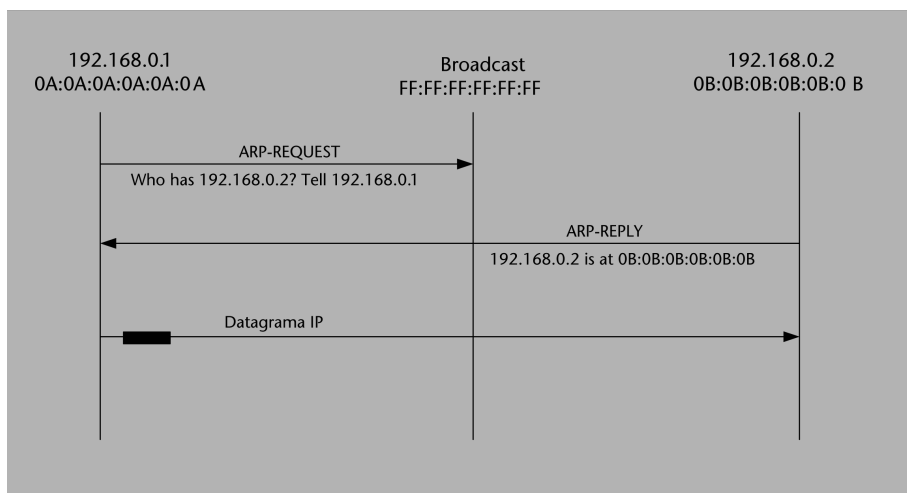 192.168.0.1
0A:0A:0A:0A:0A:0A
Broadcast
FF:FF:FF:FF:FF:FF
192.168.0.2
0B:0B:0B:0B:0B:0 B
ARP-REQUEST
Who has 192.168.0.2? Tell 192.168.0.1
ARP-REPLY
192.168.0.2 is at 0B:0B:0B:0B:0B:0B
Datagrama IP